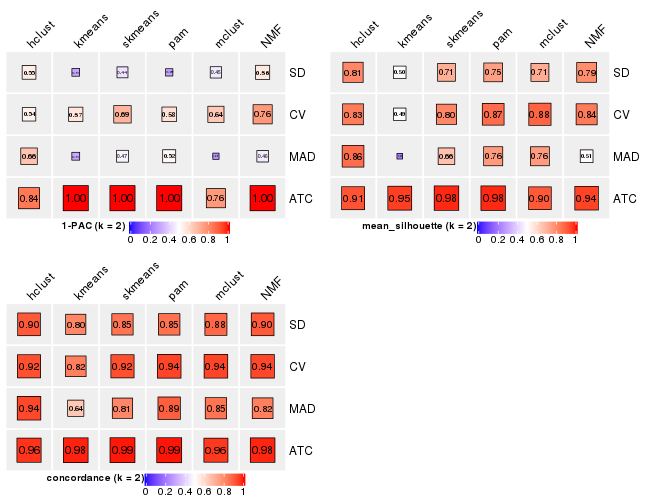 hclust kmeans skmeans pam mclust NMF
0.55 0.44 0.45 0.56 SD
0.54 0.57 0.69 0.58 0.64 0.76 CV
0.66 0.47 0.52 0.46 MAD
0.84 1.00 1.00 1.00 0.76 1.00 ATC
1-PAC (k = 2)
0 0.2 0.4 0.6 0.8 1
hclust kmeans skmeans pam mclust NMF
0.81 0.50 0.71 0.75 0.71 0.79 SD
0.83 0.49 0.80 0.87 0.88 0.84 CV
0.86 0.66 0.76 0.76 0.51 MAD
0.91 0.95 0.98 0.98 0.90 0.94 ATC
mean_silhouette (k = 2)
0 0.2 0.4 0.6 0.8 1
hclust kmeans skmeans pam mclust NMF
0.90 0.80 0.85 0.85 0.88 0.90 SD
0.92 0.82 0.92 0.94 0.94 0.94 CV
0.94 0.64 0.81 0.89 0.85 0.82 MAD
0.96 0.98 0.99 0.99 0.96 0.98 ATC
concordance (k = 2)
0 0.2 0.4 0.6 0.8 1